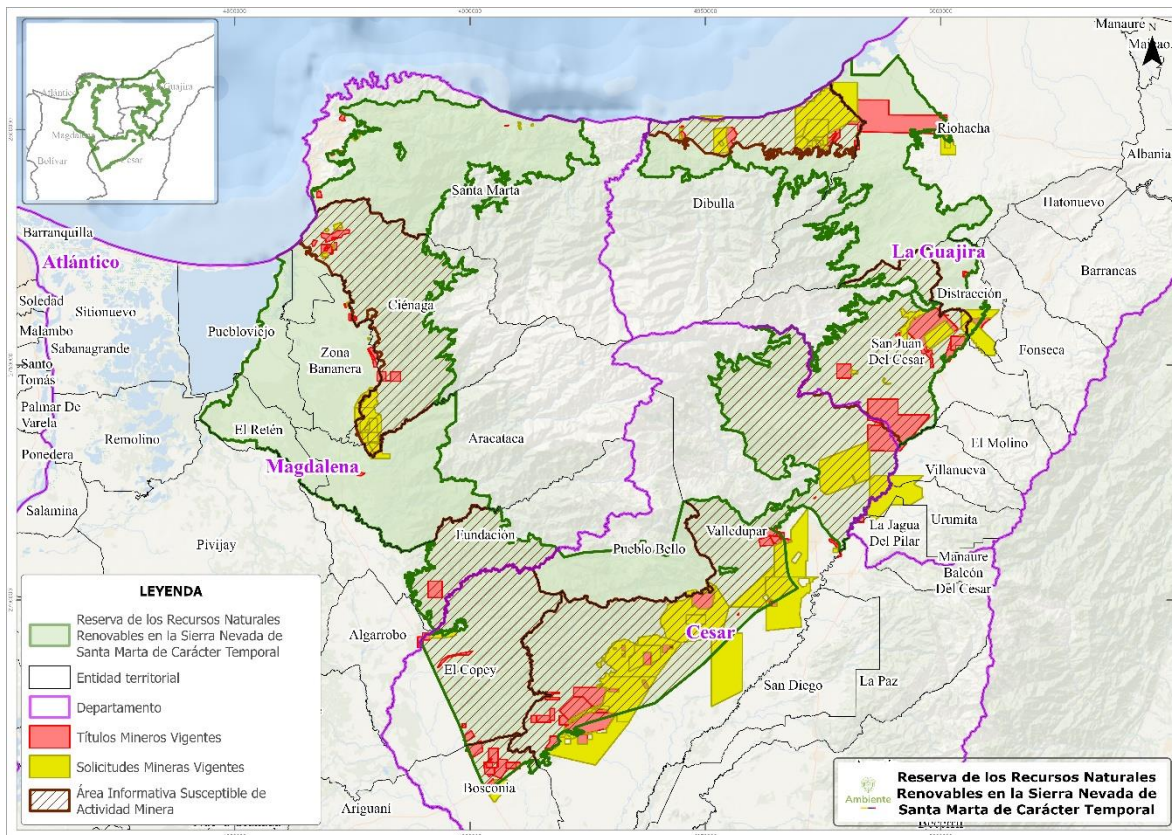 Atlántico
Guajira
Magdalena
Cesar
Bolívar
Manaure
N
Riohacha
Albania
Santa Marta
Dibulla
Hatonuevo
Barranquilla
Atlántico
La Guajira
Barrancas
Soledad
Sitionuevo
Ciénaga
Distracción
Malambo
Puebloviejo
Sabanagrande
Zona
Bananera
San Juan
Del Cesar
Fonseca
Santo
Tomás
Palmar De
Varela
Remolino
El Retén
Aracataca
El Molino
Ponedera
Magdalena
Villanueva
Salamina
Fundación
Valledupar
La Jagua
Del Pilar
Urumita
Pivijay
Pueblo Bello
Manaure
Balcón
Del Cesar
Algarrobo
Cesar
El Copey
San Diego
La Paz
Bosconia
Ariguaní
Becerril
LEYENDA
Reserva de los Recursos Naturales
Renovables en la Sierra Nevada de
Santa Marta de Carácter Temporal
Entidad territorial
Departamento
Títulos Mineros Vigentes
Solicitudes Mineras Vigentes
Área Informativa Susceptible de
Actividad Minera
Ambiente
Reserva de los Recursos Naturales
Renovables en la Sierra Nevada de
Santa Marta de Carácter Temporal